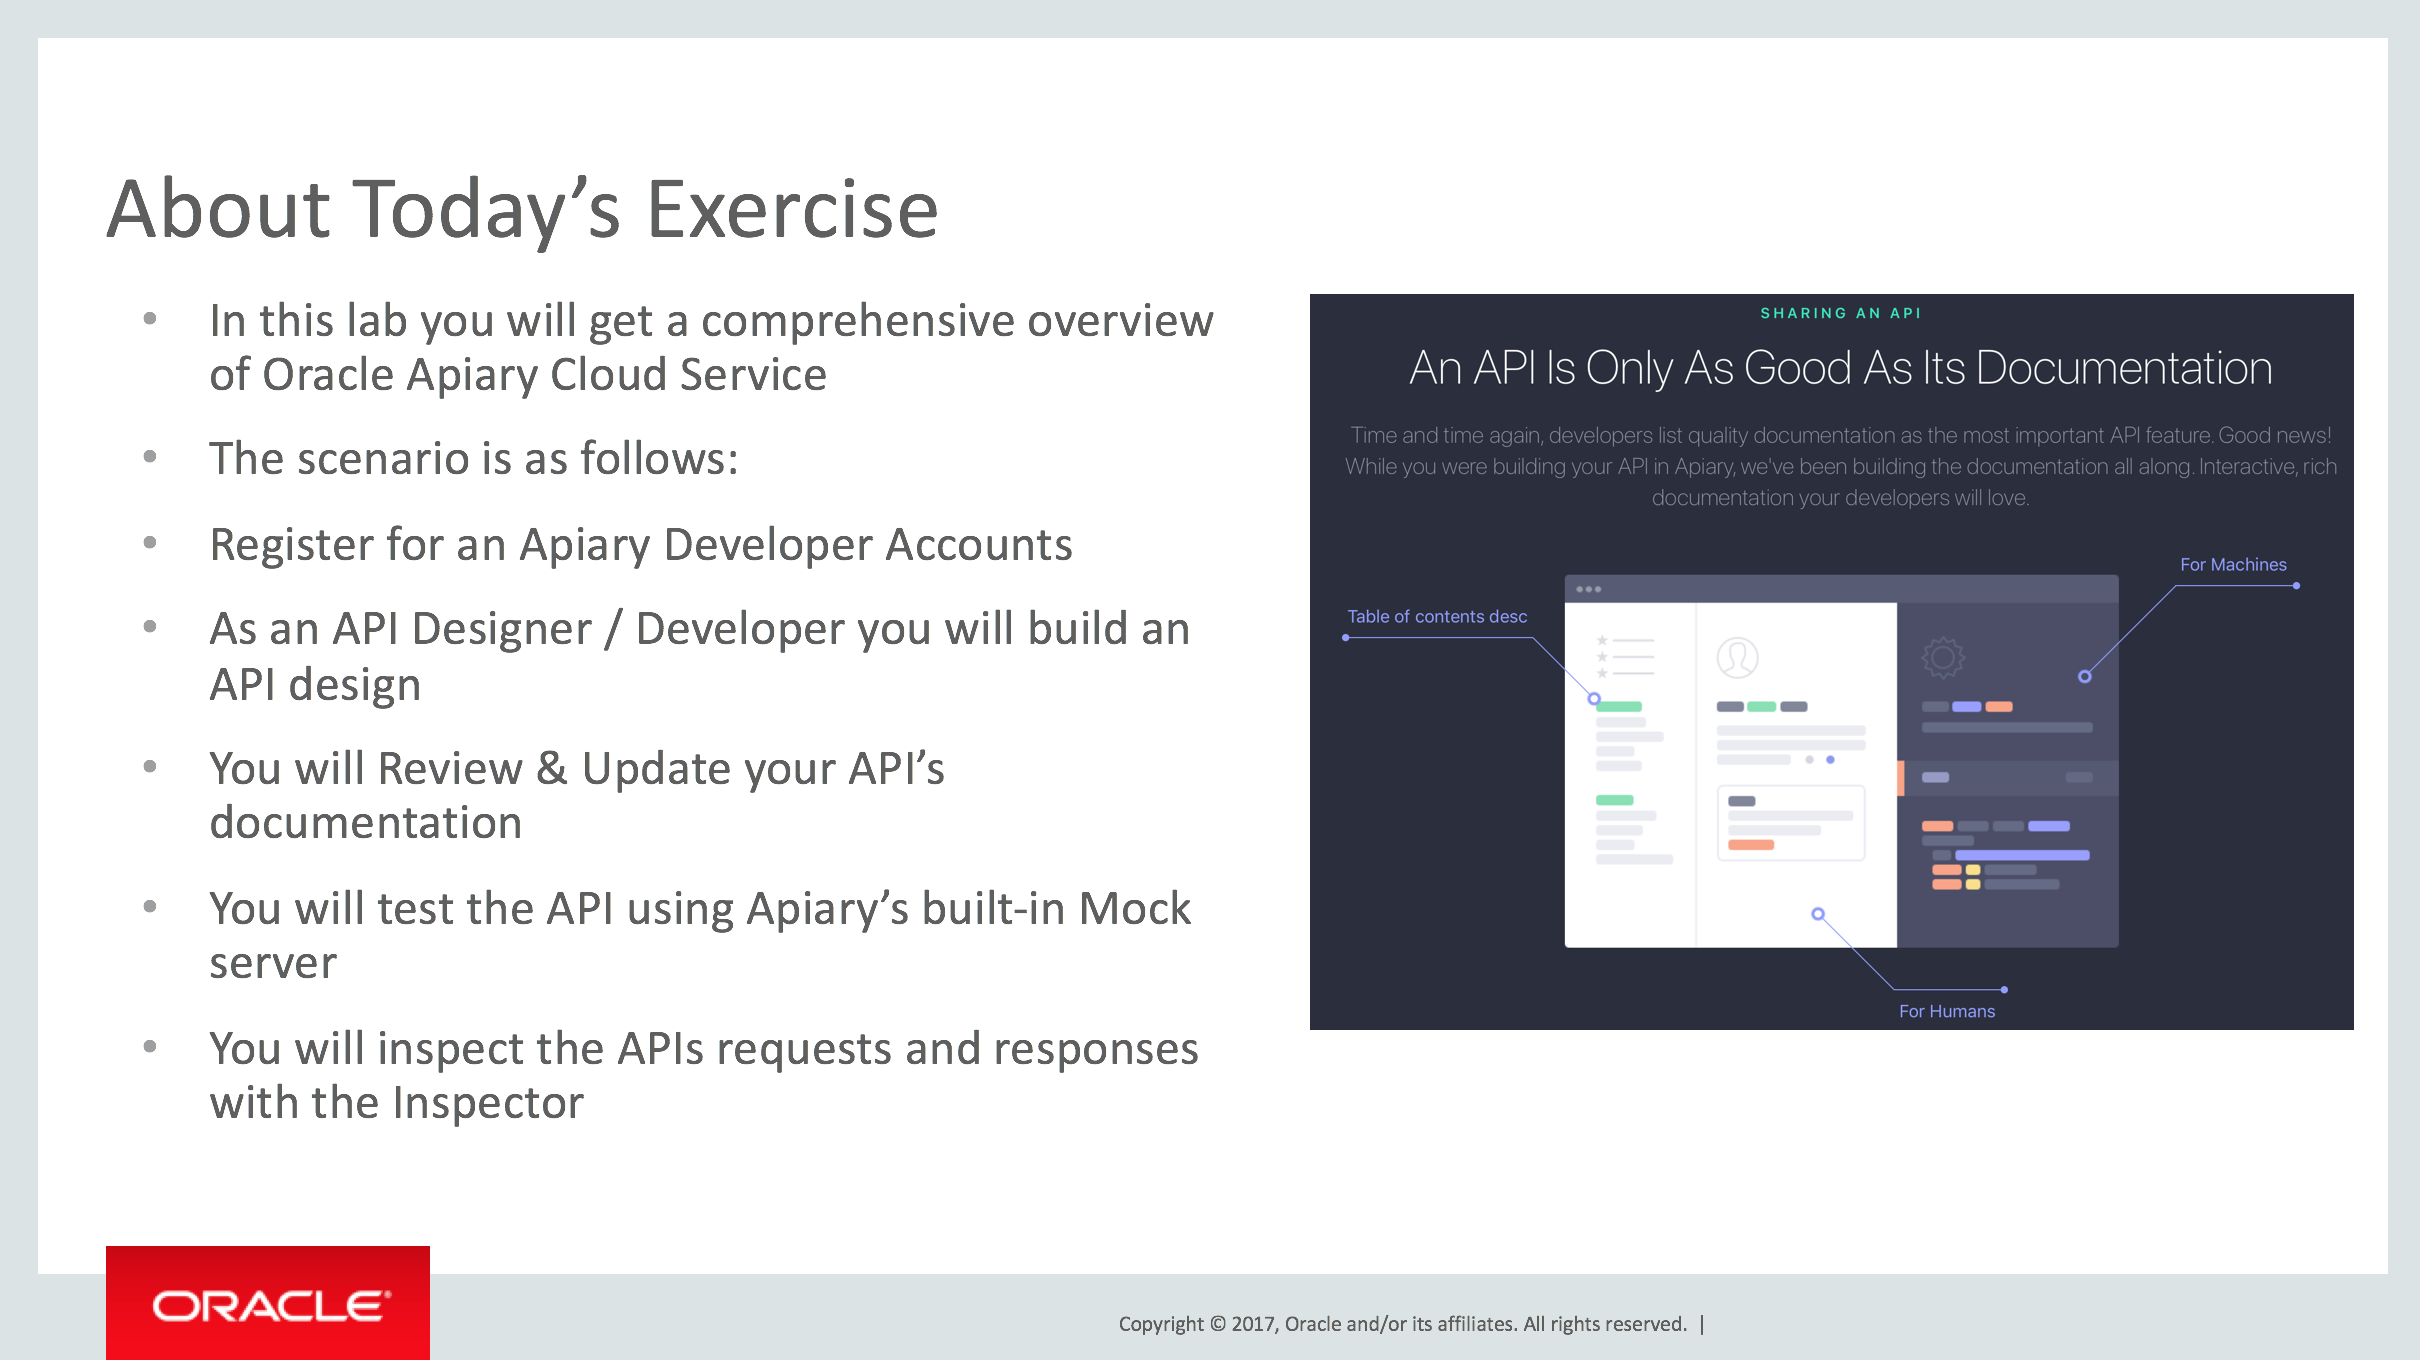 About Today’s Exercise
• In this lab you will get a comprehensive overview
of Oracle Apiary Cloud Service
• The scenario is as follows:
• Register for an Apiary Developer Accounts
• As an API Designer / Developer you will build an
API design
• You will Review & Update your API’s
documentation
• You will test the API using Apiary’s built-in Mock
server
• You will inspect the APIs requests and responses
with the Inspector
SHARING AN API
An API Is Only As Good As Its Documentation
Time and time again, developers list quality documentation as the most important API feature. Good news!
While you were building your API in Apiary, we've been building the documentation all along. Interactive, rich
documentation your developers will love.
For Machines
Table of contents desc
For Humans
ORACLE®
Copyright © 2017, Oracle and/or its affiliates. All rights reserved. |